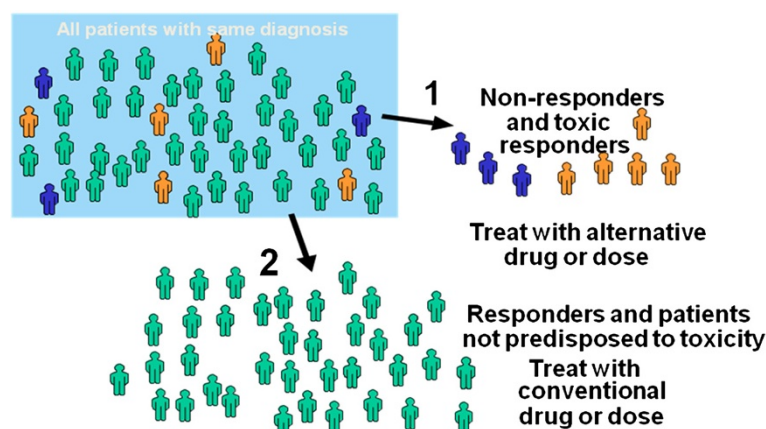 All patients with same diagnosis
1
Non-responders
and toxic
responders
Treat with alternative
drug or dose
2
Responders and patients
not predisposed to toxicity
Treat with
conventional
drug or dose